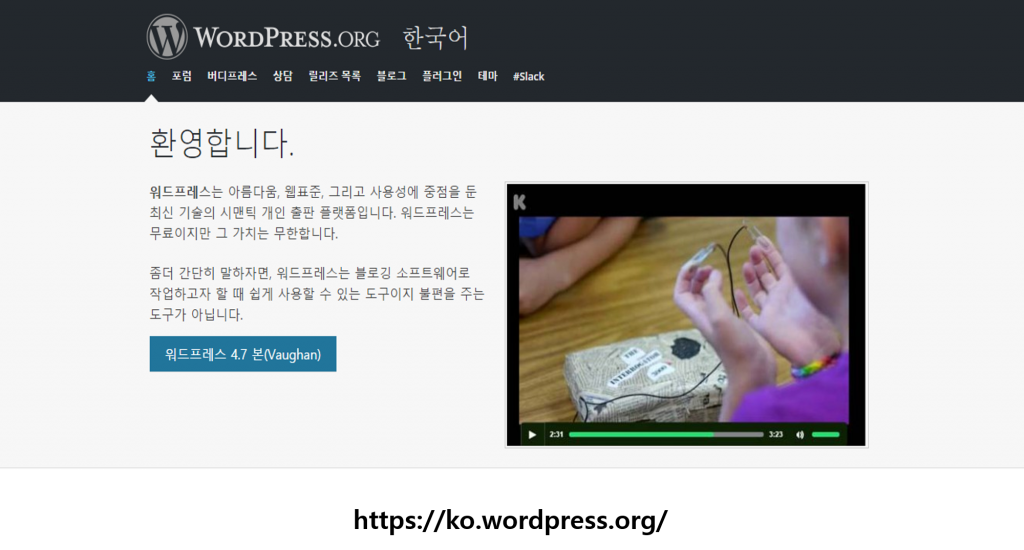 WORDPRESS.ORG 한국어
홈 포럼 버디프레스 상담 릴리즈 목록 블로그 플러그인 테마 #Slack
환영합니다.
워드프레스는 아름다움, 웹표준, 그리고 사용성에 중점을 둔
최신 기술의 시맨틱 개인 출판 플랫폼입니다. 워드프레스는
무료이지만 그 가치는 무한합니다.
좀더 간단히 말하자면, 워드프레스는 블로깅 소프트웨어로
작업하고자 할 때 쉽게 사용할 수 있는 도구이지 불편을 주는
도구가 아닙니다.
워드프레스 4.7 본(Vaughan)
K
THE
INTERROGATOR
3000
2:31 3:23
https://ko.wordpress.org/